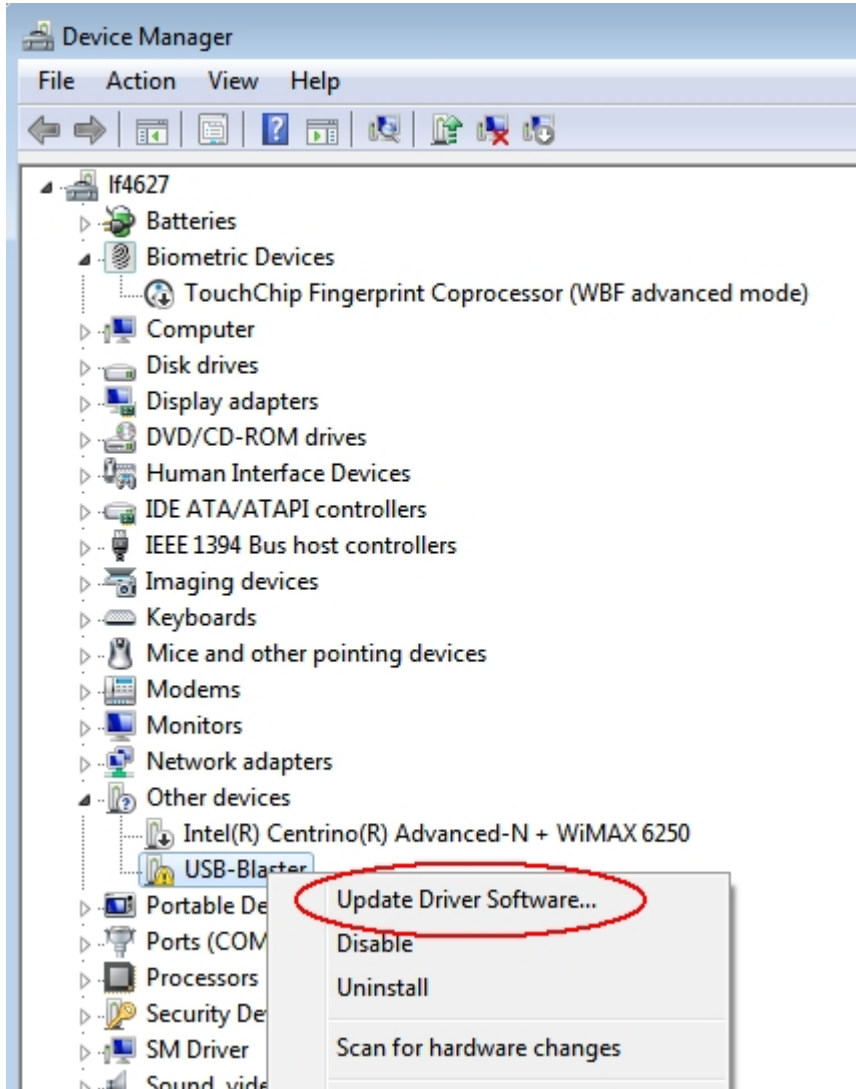 Device Manager
File Action View Help
lf4627
Batteries
Biometric Devices
TouchChip Fingerprint Coprocessor (WBF advanced mode)
Computer
Disk drives
Display adapters
DVD/CD-ROM drives
Human Interface Devices
IDE ATA/ATAPI controllers
IEEE 1394 Bus host controllers
Imaging devices
Keyboards
Mice and other pointing devices
Modems
Monitors
Network adapters
Other devices
Intel(R) Centrino(R) Advanced-N + WiMAX 6250
USB-Blaster
Portable De
Ports (COM
Processors
Security De
SM Driver
Sound, vide
Update Driver Software...
Disable
Uninstall
Scan for hardware changes